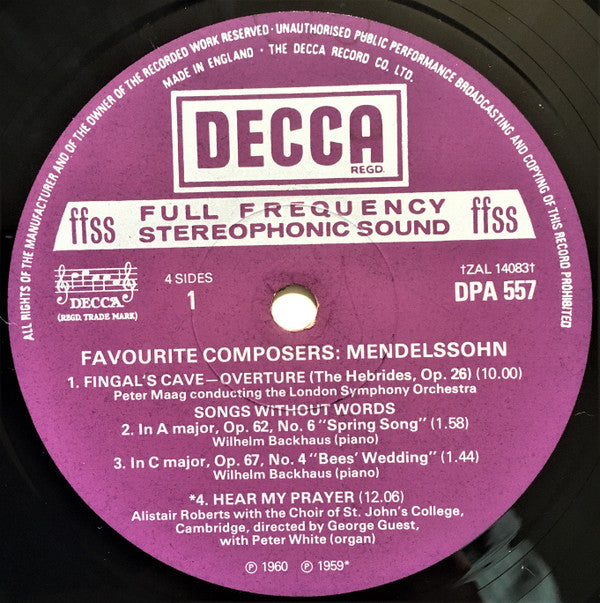 ALL RIGHTS OF THE MANUFACTURER AND OF THE OWNER OF THE RECORDED WORK RESERVED · UNAUTHORISED PUBLIC PERFORMANCE BROADCASTING AND COPYING OF THIS RECORD PROHIBITED
MADE IN ENGLAND · THE DECCA RECORD CO. LTD.
DECCA
REGD.
ffss FULL FREQUENCY STEREOPHONIC SOUND ffss
DECCA
(REGD. TRADE MARK)
4 SIDES
1
†ZAL 14083†
DPA 557
FAVOURITE COMPOSERS: MENDELSSOHN
1. FINGAL'S CAVE—OVERTURE (The Hebrides, Op. 26) (10.00)
Peter Maag conducting the London Symphony Orchestra
SONGS WITHOUT WORDS
2. In A major, Op. 62, No. 6 "Spring Song" (1.58)
Wilhelm Backhaus (piano)
3. In C major, Op. 67, No. 4 "Bees' Wedding" (1.44)
Wilhelm Backhaus (piano)
*4. HEAR MY PRAYER (12.06)
Alistair Roberts with the Choir of St. John's College,
Cambridge, directed by George Guest,
with Peter White (organ)
℗ 1960 ℗ 1959*